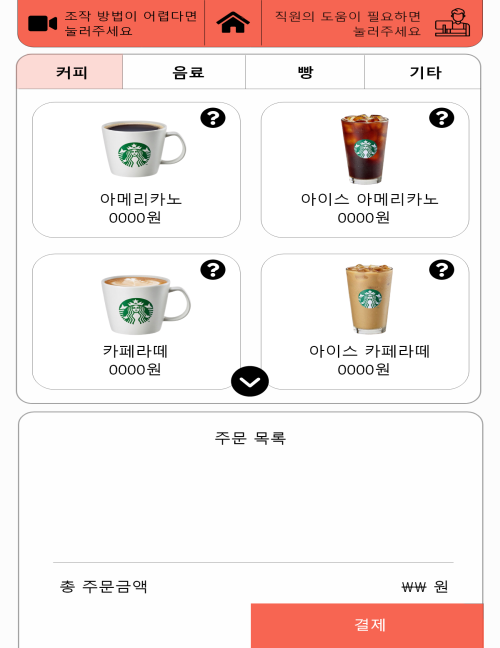 조작 방법이 어렵다면
눌러주세요
직원의 도움이 필요하면
눌러주세요
커피
음료
빵
기타
?
?
아메리카노
0000원
아이스 아메리카노
0000원
?
?
카페라떼
0000원
아이스 카페라떼
0000원
주문 목록
총 주문금액
₩₩ 원
결제